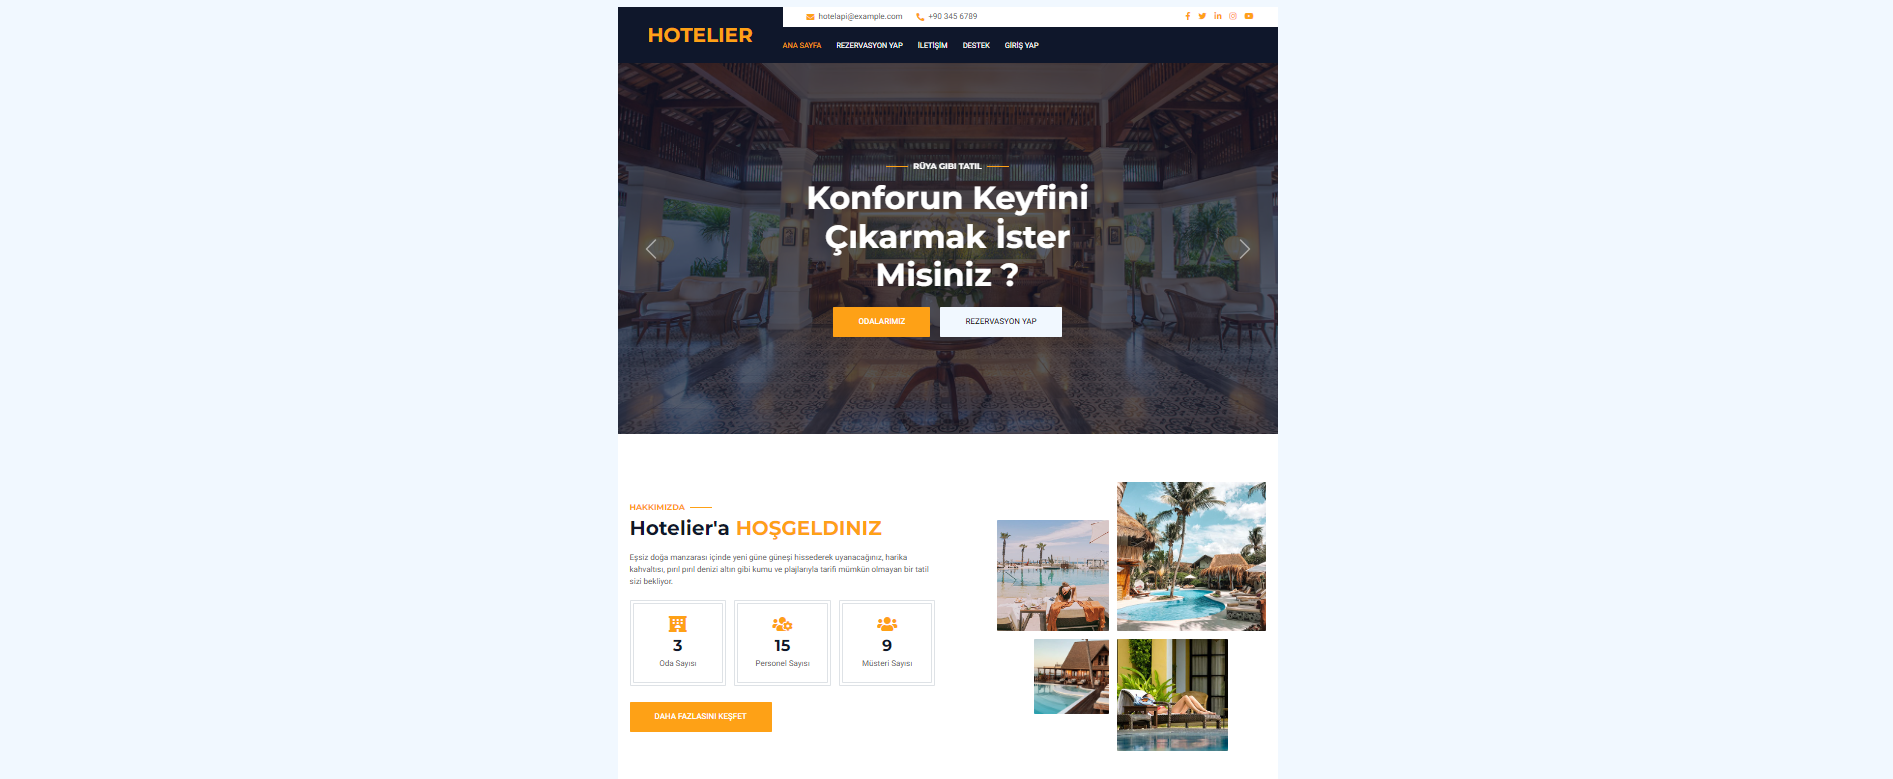 HOTELIER
hotelapi@example.com +90 345 6789
ANA SAYFA REZERVASYON YAP İLETİŞİM DESTEK GİRİŞ YAP
RÜYA GIBI TATIL
Konforun Keyfini
Çıkarmak İster
Misiniz ?
ODALARIMIZ REZERVASYON YAP
HAKKIMIZDA
Hotelier'a HOŞGELDINIZ
Eşsiz doğa manzarası içinde yeni güne güneşi hissederek uyanacağınız, harika
kahvaltısı, pırıl pırıl denizi altın gibi kumu ve plajlarıyla tarifi mümkün olmayan bir tatil
sizi bekliyor.
3 15 9
Oda Sayısı Personel Sayısı Müsteri Sayısı
DAHA FAZLASINI KEŞFET